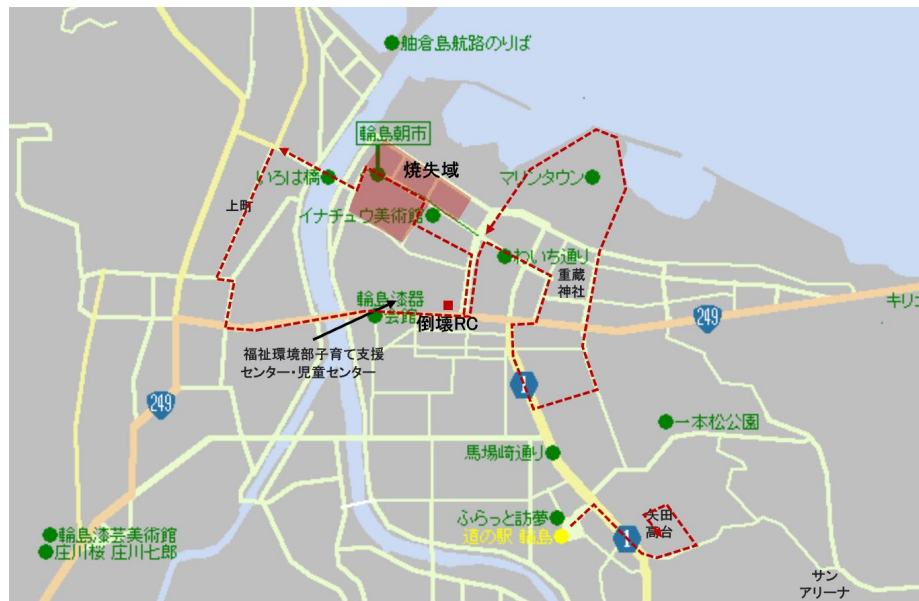 舳倉島航路のりば
輪島朝市
焼失域
いろは橋
マリンタウン
上町
イナチュウ美術館
わいち通り
重蔵
神社
輪島漆器
会館
倒壊RC
249
キリコ
福祉環境部子育て支援
センター・児童センター
1
249
一本松公園
馬場崎通り
ふらっと訪夢
矢田
高台
道の駅 輪島
1
輪島漆芸美術館
庄川桜 庄川七郎
サン
アリーナ